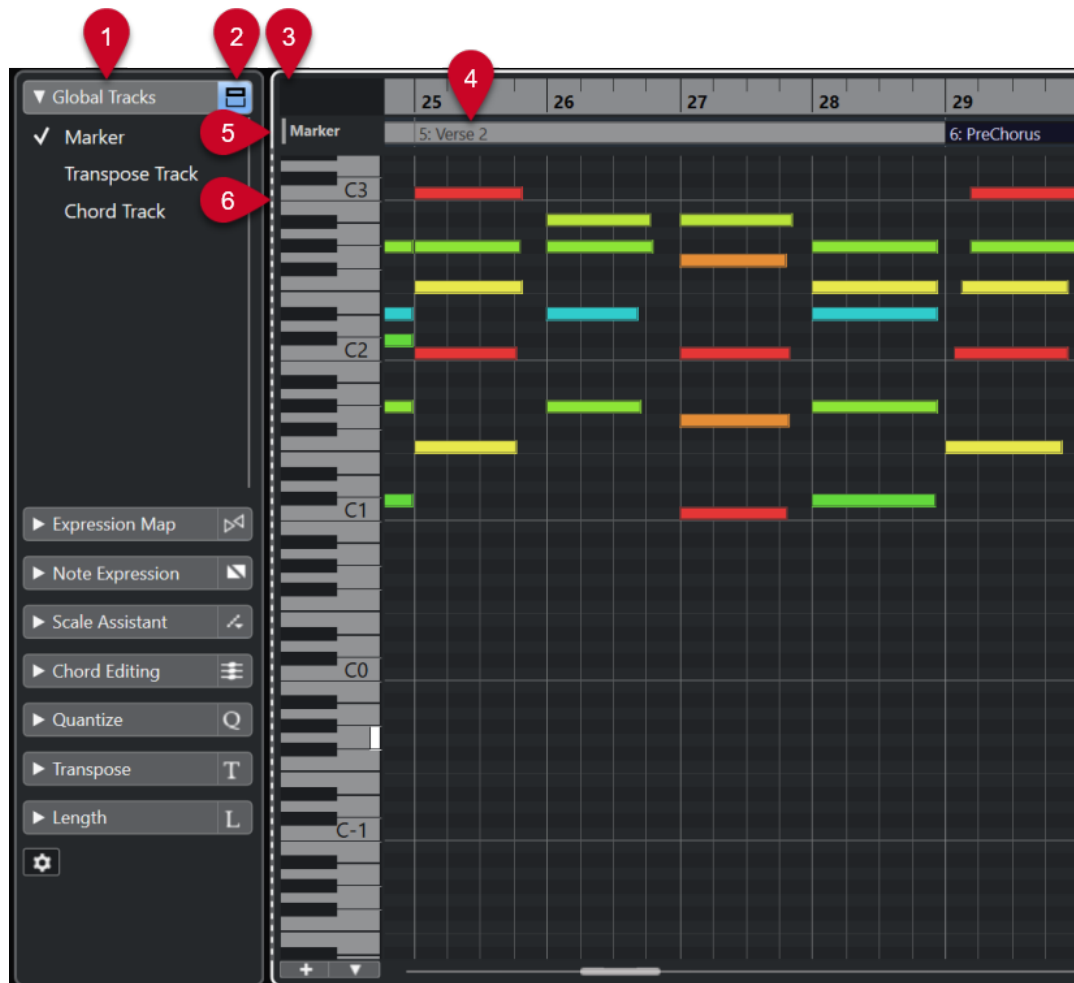 1 2 3
Global Tracks
25 26 27 28 29
4
5 Marker 5: Verse 2 6: PreChorus
Marker
Transpose Track
6 C3
Chord Track
C2
C1
Expression Map
Note Expression
Scale Assistant
C0
Chord Editing
Quantize Q
Transpose T
Length L
C-1